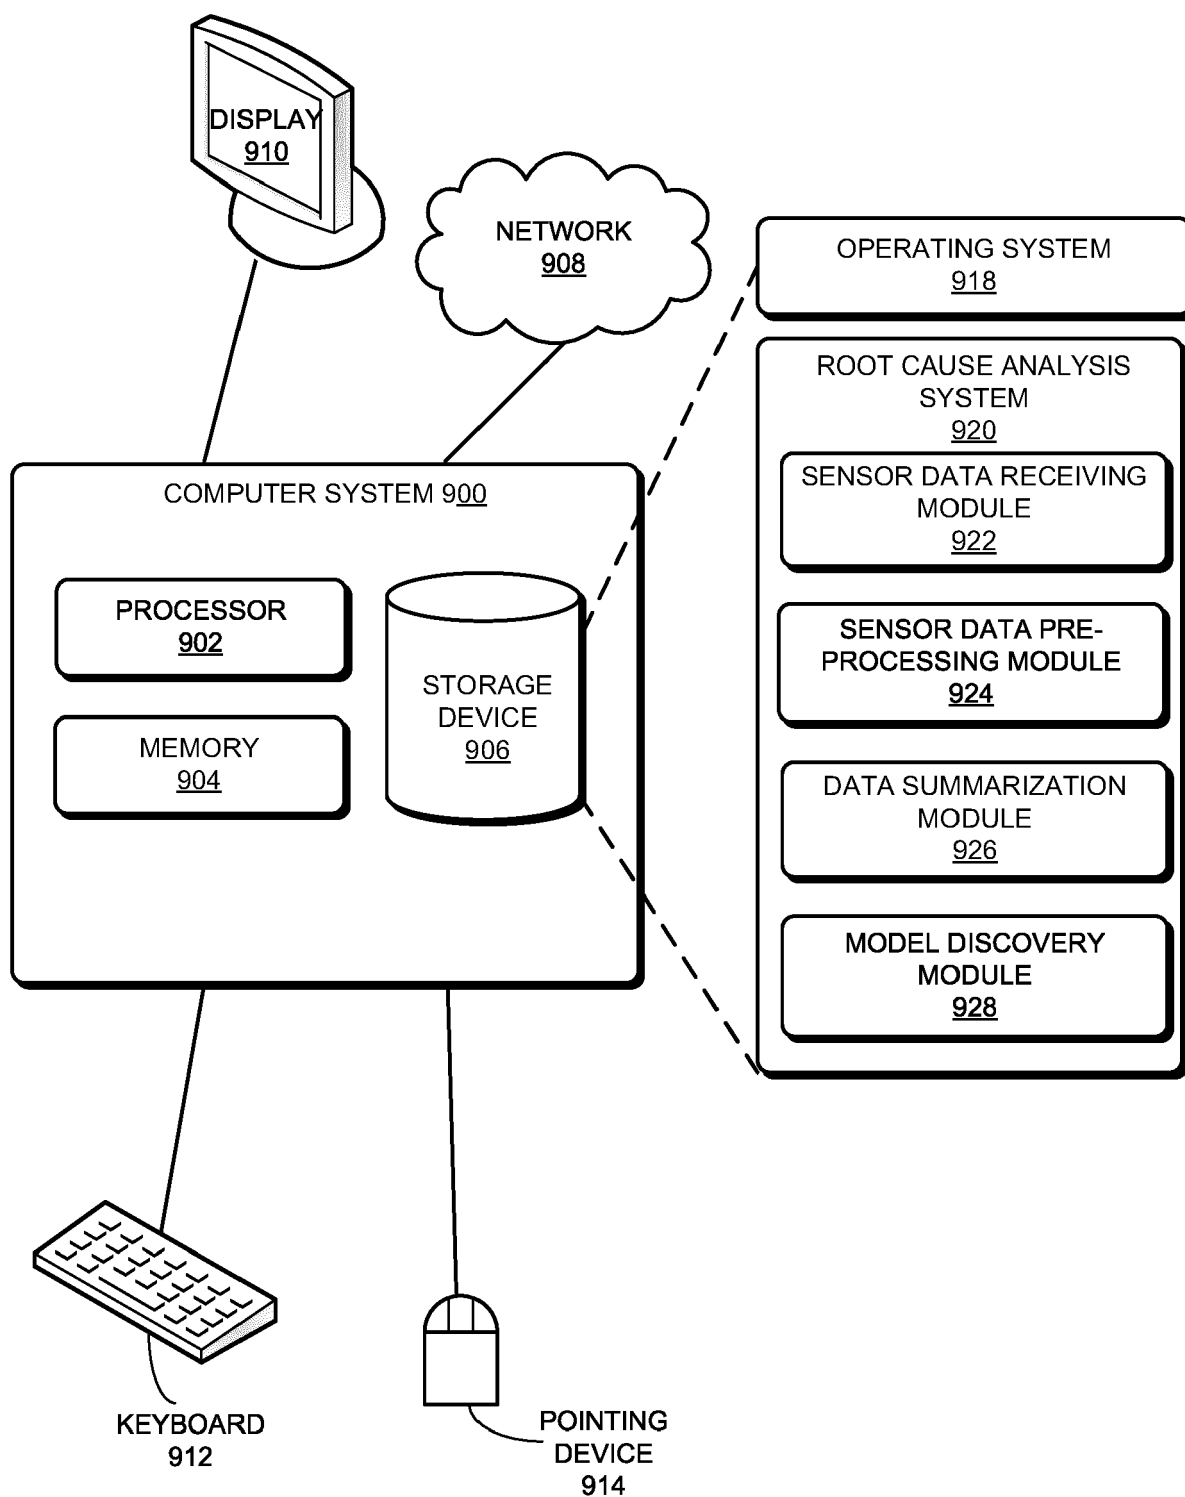 DISPLAY
910
NETWORK
908
OPERATING SYSTEM
918
ROOT CAUSE ANALYSIS
SYSTEM
920
SENSOR DATA RECEIVING
MODULE
922
SENSOR DATA PRE-
PROCESSING MODULE
924
DATA SUMMARIZATION
MODULE
926
MODEL DISCOVERY
MODULE
928
COMPUTER SYSTEM 900
PROCESSOR
902
MEMORY
904
STORAGE
DEVICE
906
KEYBOARD
912
POINTING
DEVICE
914